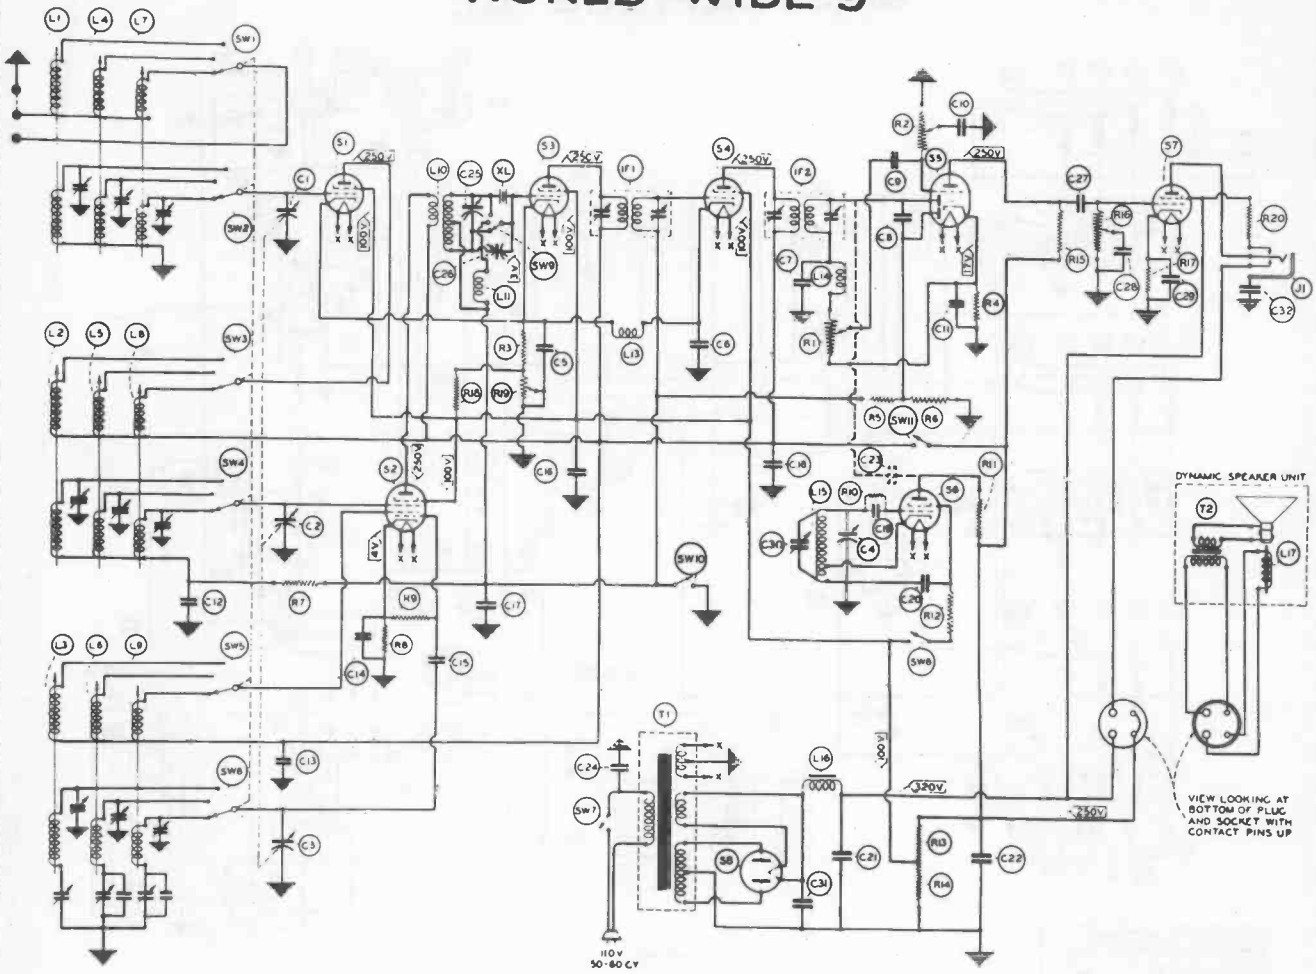 WORLD-WIDE 9
L1 L4 L7
SW1
C1
S1
250V
100V
SW2
L10
C25
XL
S3
250V
100V
IF1
S4
250V
100V
IF2
C26
SW9
3V
L11
R2
C10
C9
S5
250V
C8
17V
C27
R15
R16
C28
S7
R17
C29
R20
J1
C32
C7
L14
R1
C11
R4
L2 L5 L8
SW3
R3
C5
L13
C6
R18
R19
R5
SW11
R6
C16
C18
C23
R11
SW4
S2
250V
100V
C2
4V
L15
R10
S6
C19
C4
C30
C20
R12
SW10
SW8
C12
R7
R9
C17
C14
R8
C15
DYNAMIC SPEAKER UNIT
T2
L17
L3 L6 L9
SW5
C13
SW6
C3
T1
C24
SW7
S8
C31
L16
C21
100V
320V
250V
R13
R14
C22
VIEW LOOKING AT
BOTTOM OF PLUG
AND SOCKET WITH
CONTACT PINS UP
110V
50-60 CY
X X